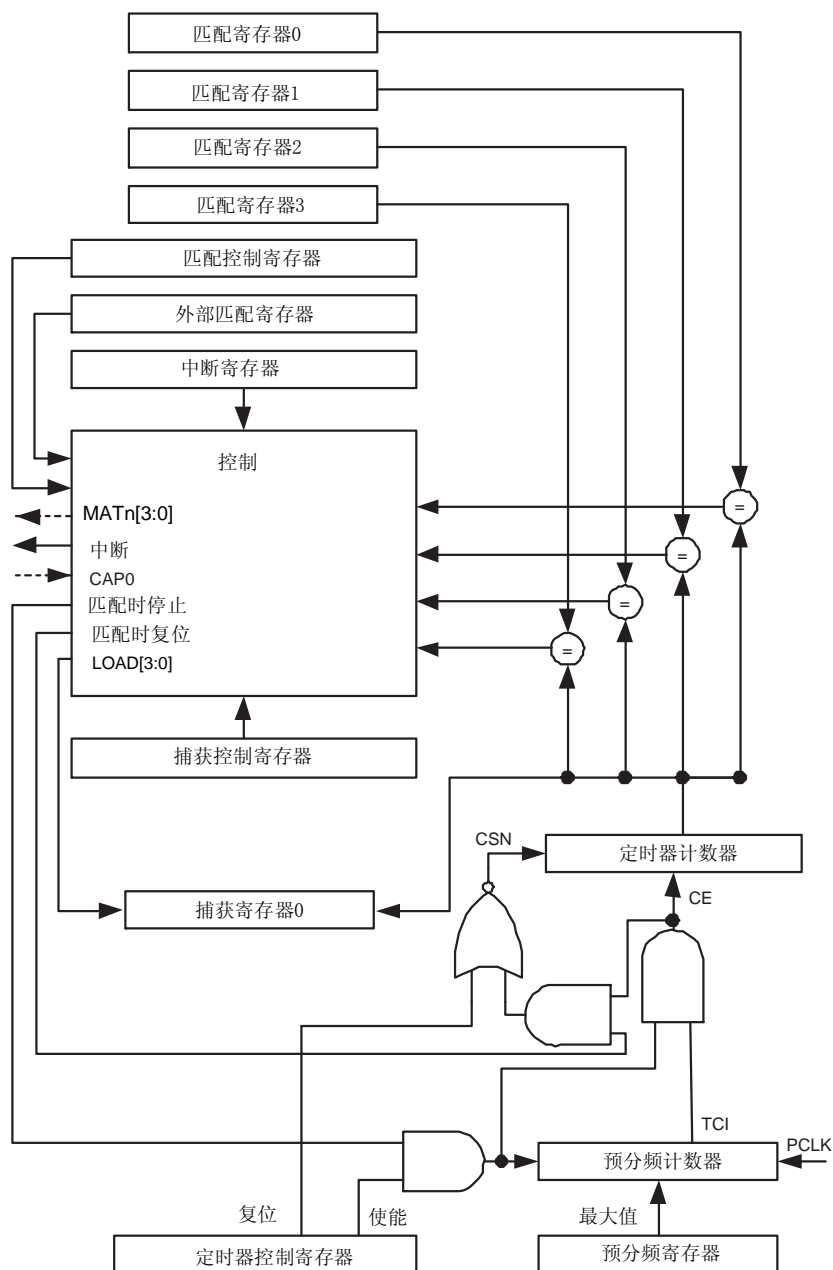 匹配寄存器0
匹配寄存器1
匹配寄存器2
匹配寄存器3
匹配控制寄存器
外部匹配寄存器
中断寄存器
控制
MATn[3:0]
中断
CAP0
匹配时停止
匹配时复位
LOAD[3:0]
=
=
=
=
捕获控制寄存器
CSN
定时器计数器
捕获寄存器0
CE
TCI
PCLK
预分频计数器
复位
使能
最大值
定时器控制寄存器
预分频寄存器